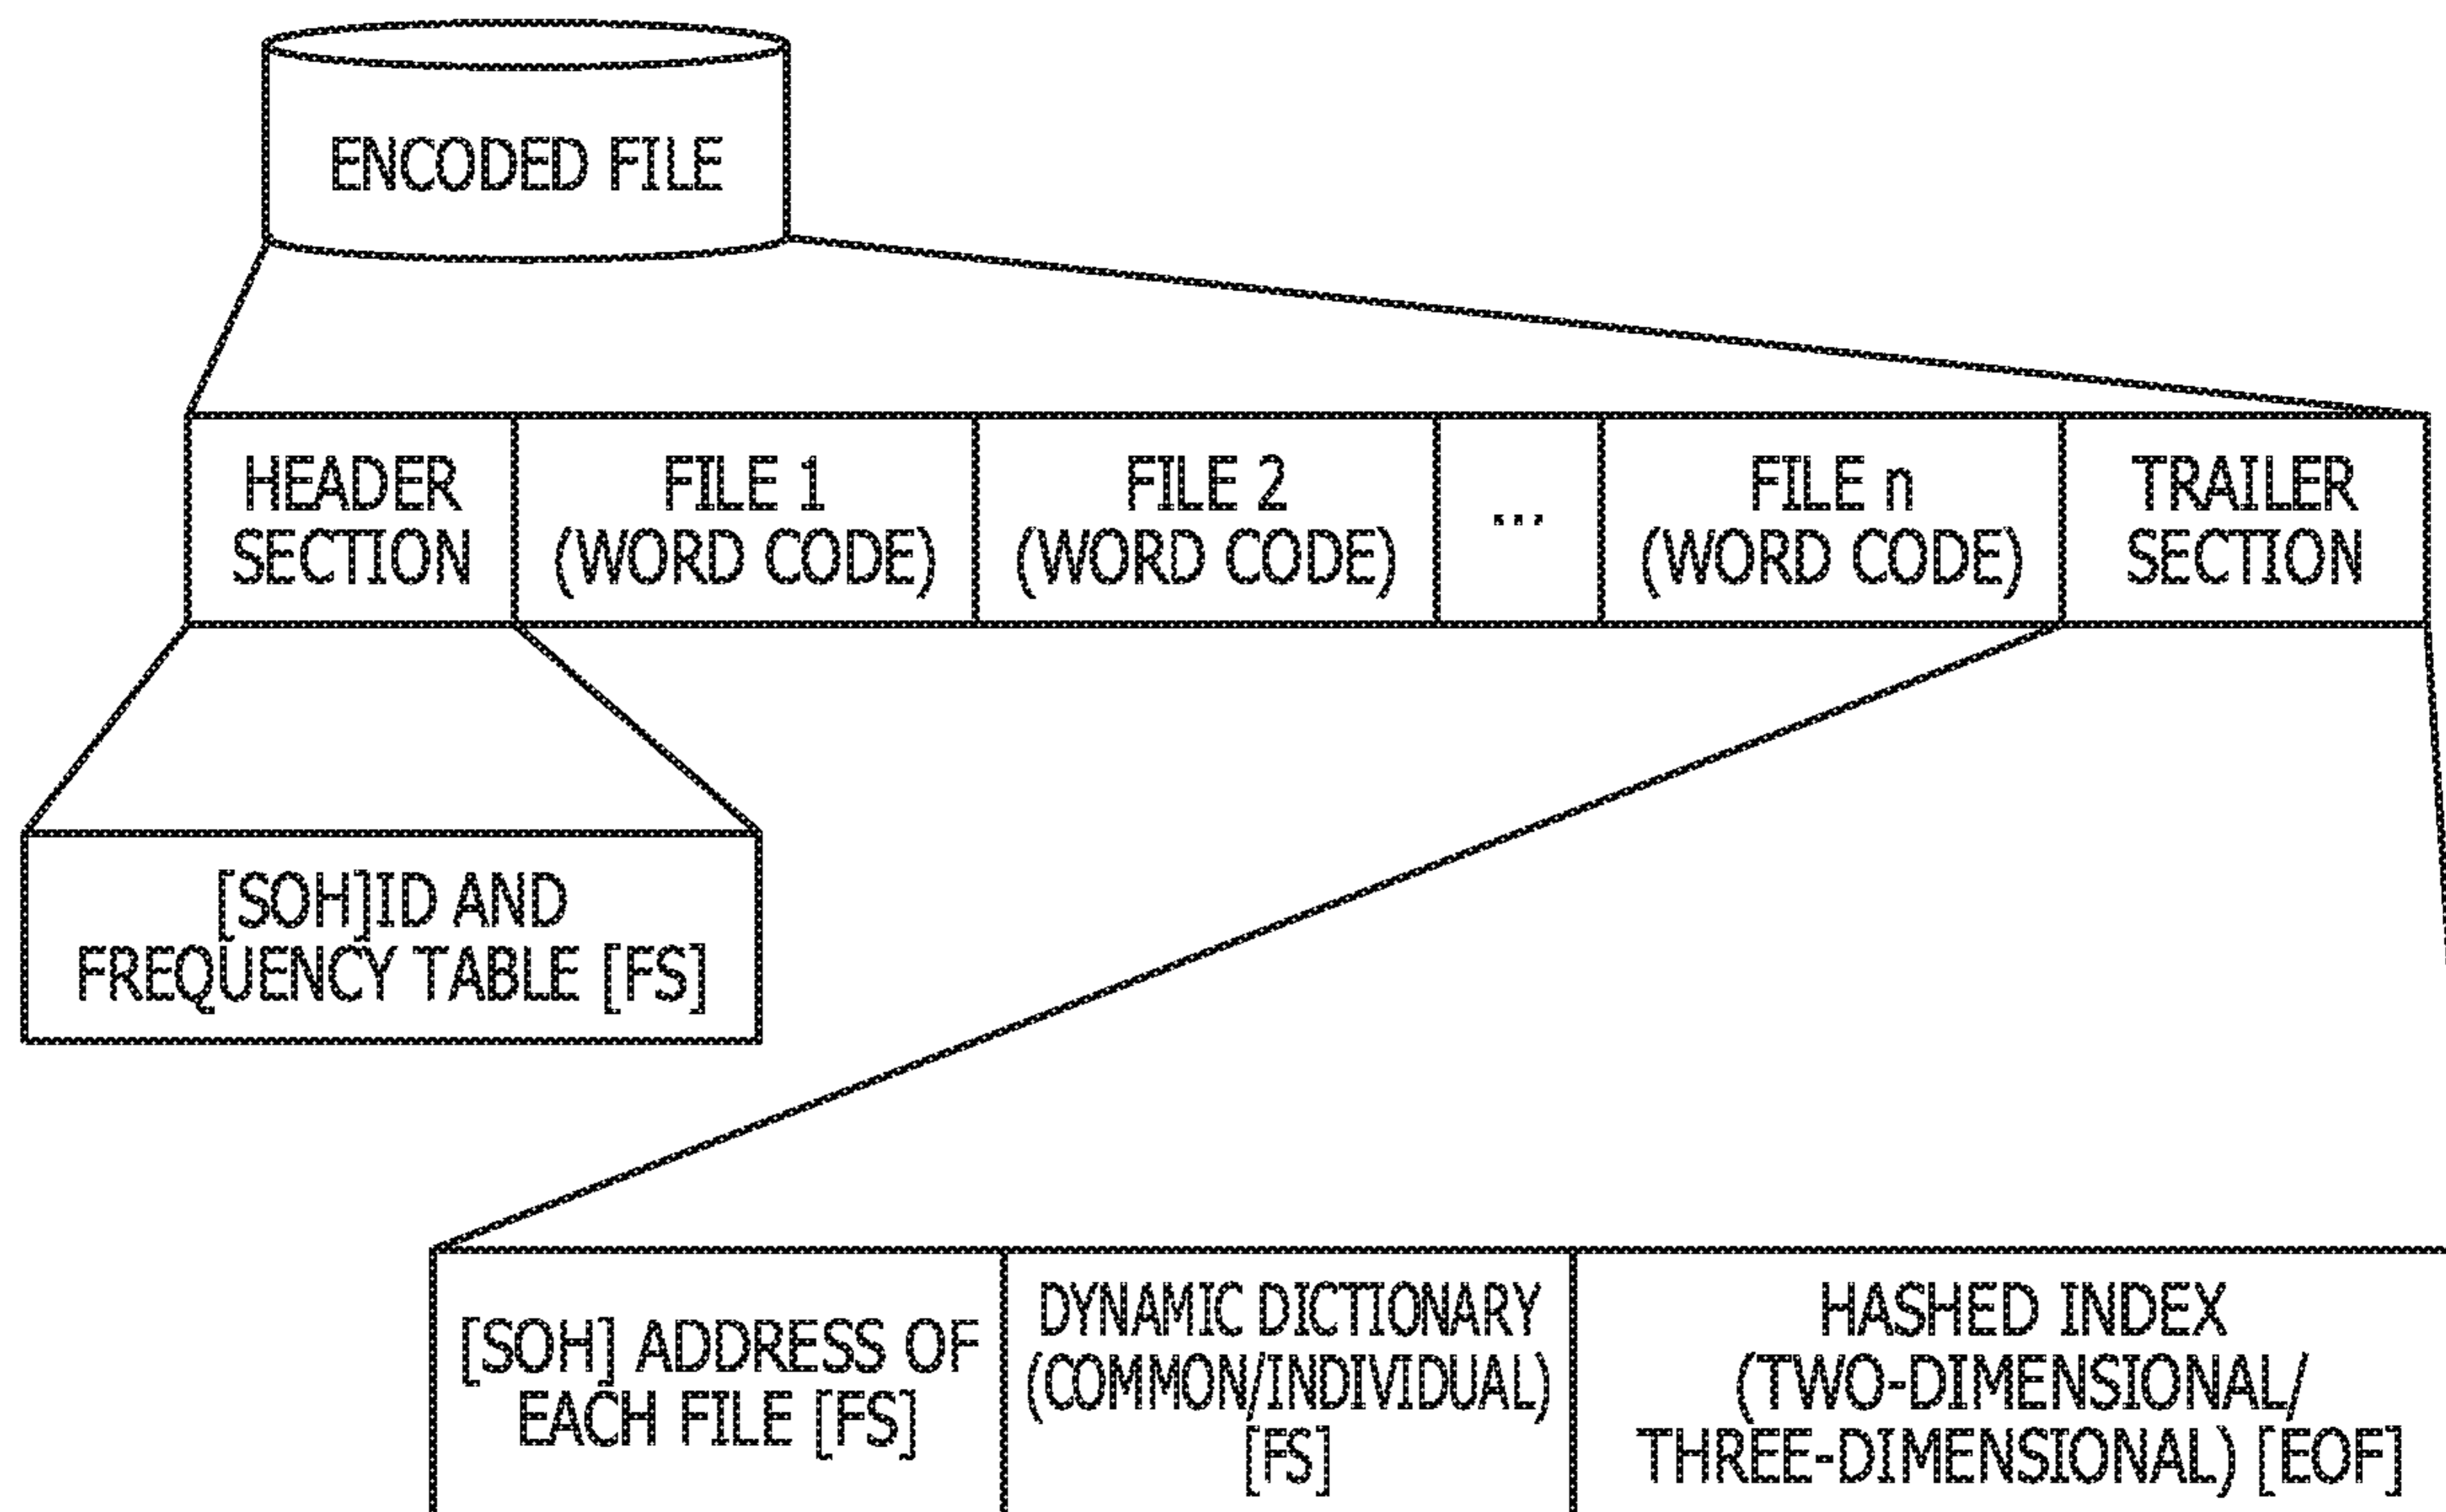 ENCODED FILE
HEADER
SECTION
FILE 1
(WORD CODE)
FILE 2
(WORD CODE)
...
FILE n
(WORD CODE)
TRAILER
SECTION
[SOH]ID AND
FREQUENCY TABLE [FS]
[SOH] ADDRESS OF
EACH FILE [FS]
DYNAMIC DICTIONARY
(COMMON/INDIVIDUAL)
[FS]
HASHED INDEX
(TWO-DIMENSIONAL/
THREE-DIMENSIONAL) [EOF]